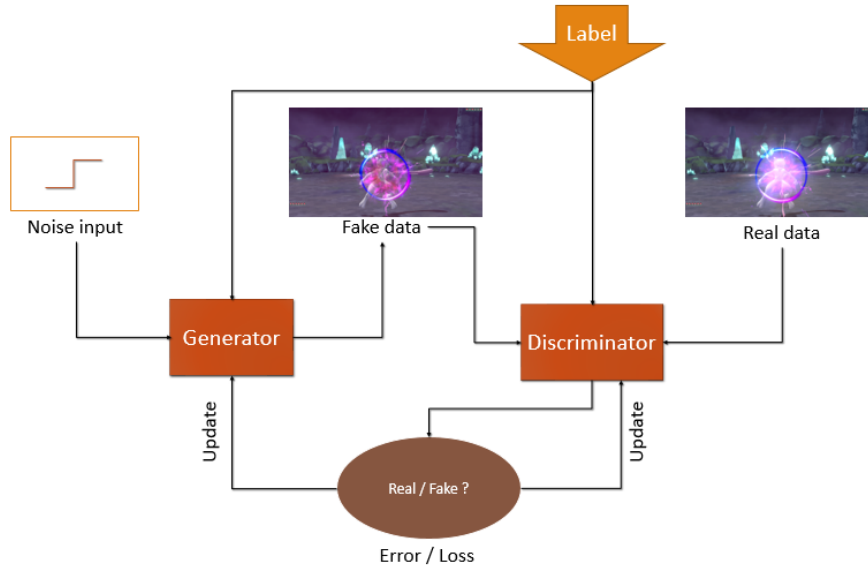 Label
Noise input
Fake data
Real data
Generator
Discriminator
Update
Update
Real / Fake ?
Error / Loss